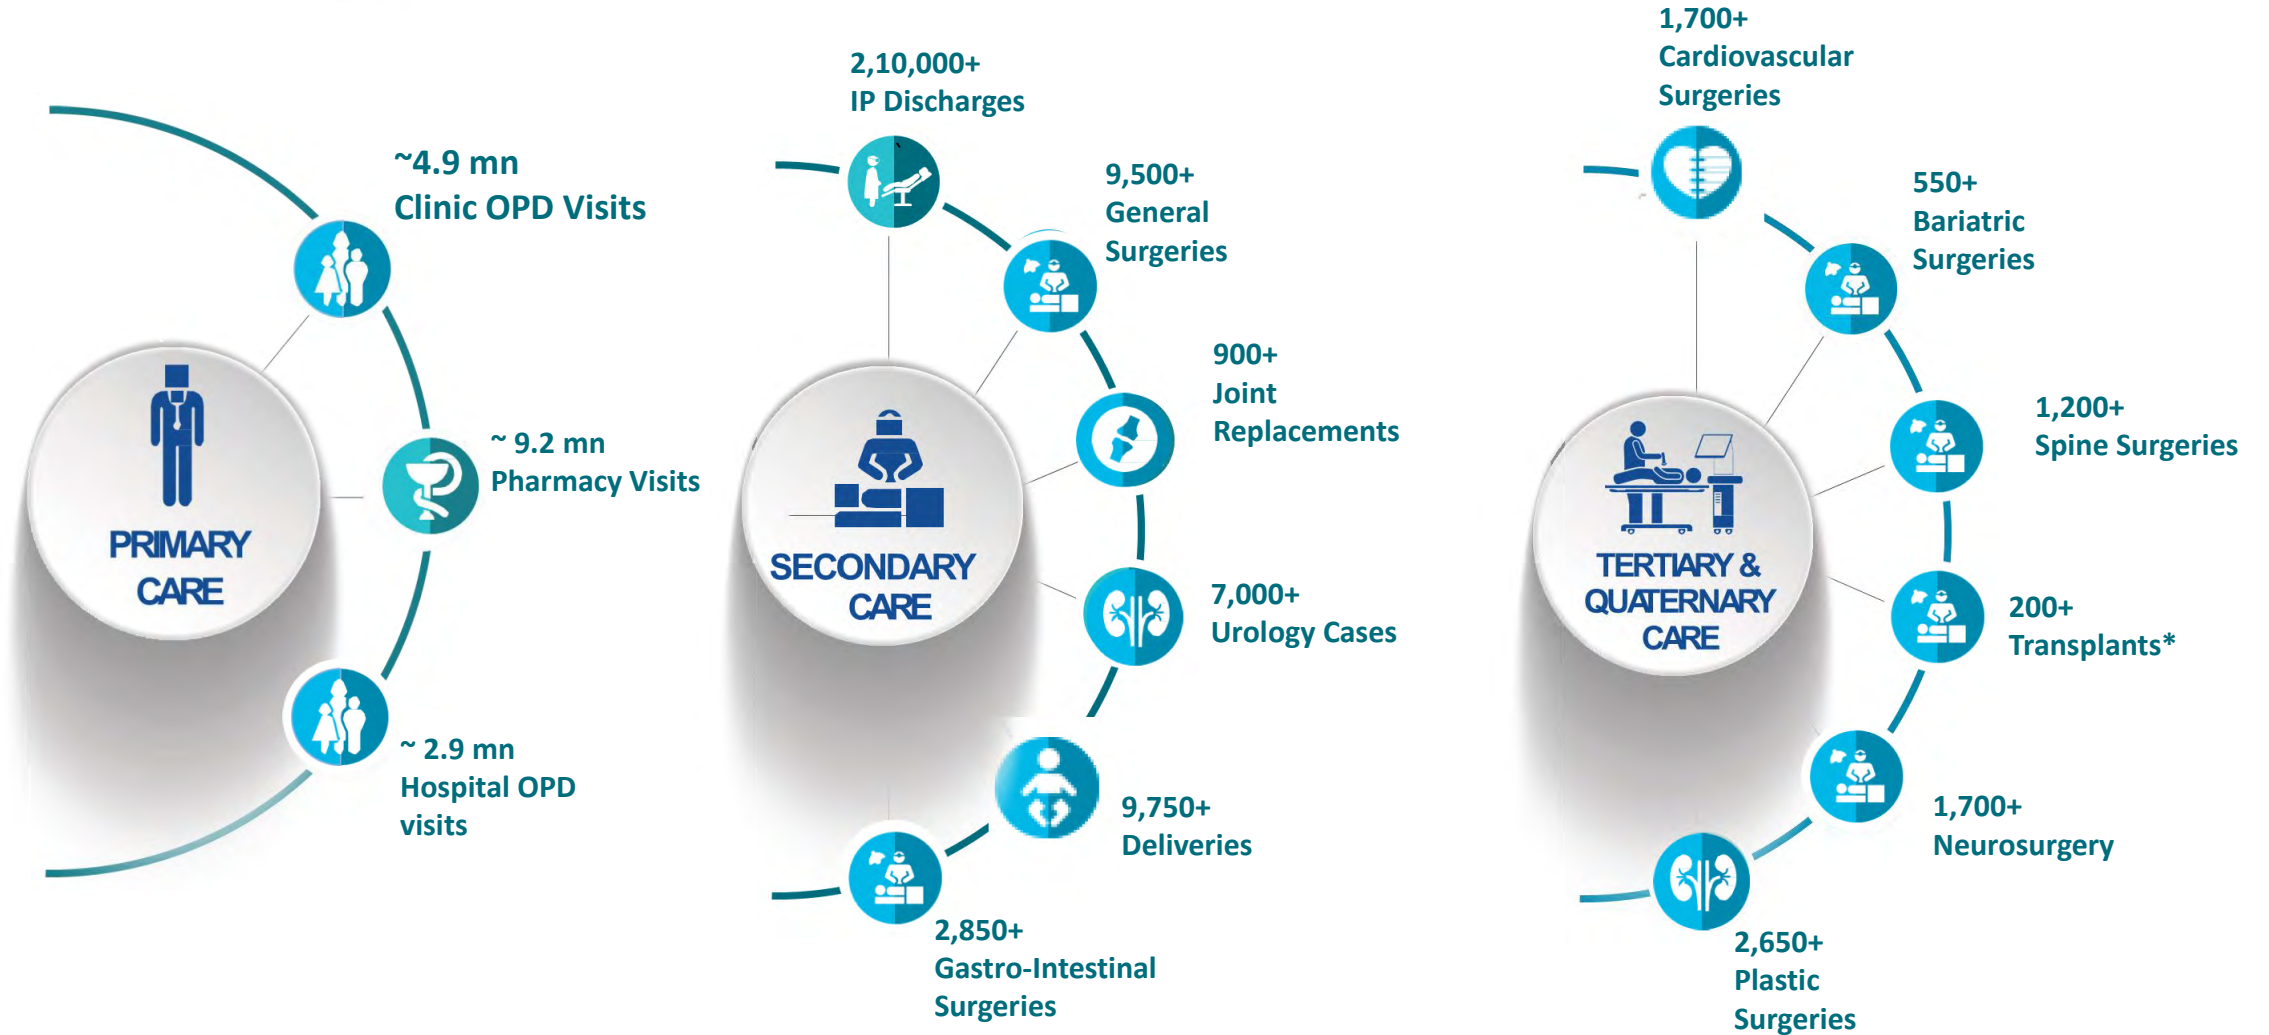 ~4.9 mn
Clinic OPD Visits
~ 9.2 mn
Pharmacy Visits
PRIMARY
CARE
~ 2.9 mn
Hospital OPD
visits
2,10,000+
IP Discharges
9,500+
General
Surgeries
900+
Joint
Replacements
SECONDARY
CARE
7,000+
Urology Cases
9,750+
Deliveries
2,850+
Gastro-Intestinal
Surgeries
1,700+
Cardiovascular
Surgeries
550+
Bariatric
Surgeries
1,200+
Spine Surgeries
TERTIARY &
QUATERNARY
CARE
200+
Transplants*
1,700+
Neurosurgery
2,650+
Plastic
Surgeries